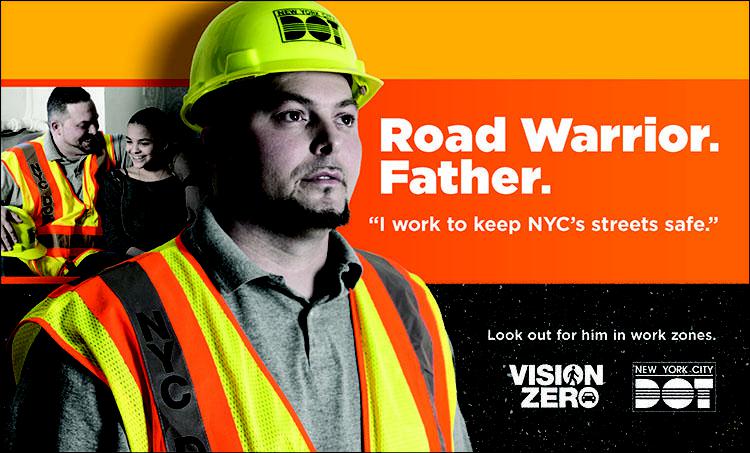 NEW YORK CITY
DOT
Road Warrior.
Father.
“I work to keep NYC’s streets safe.”
NYC D
Look out for him in work zones.
VISION
ZERO
NEW YORK CITY
DOT